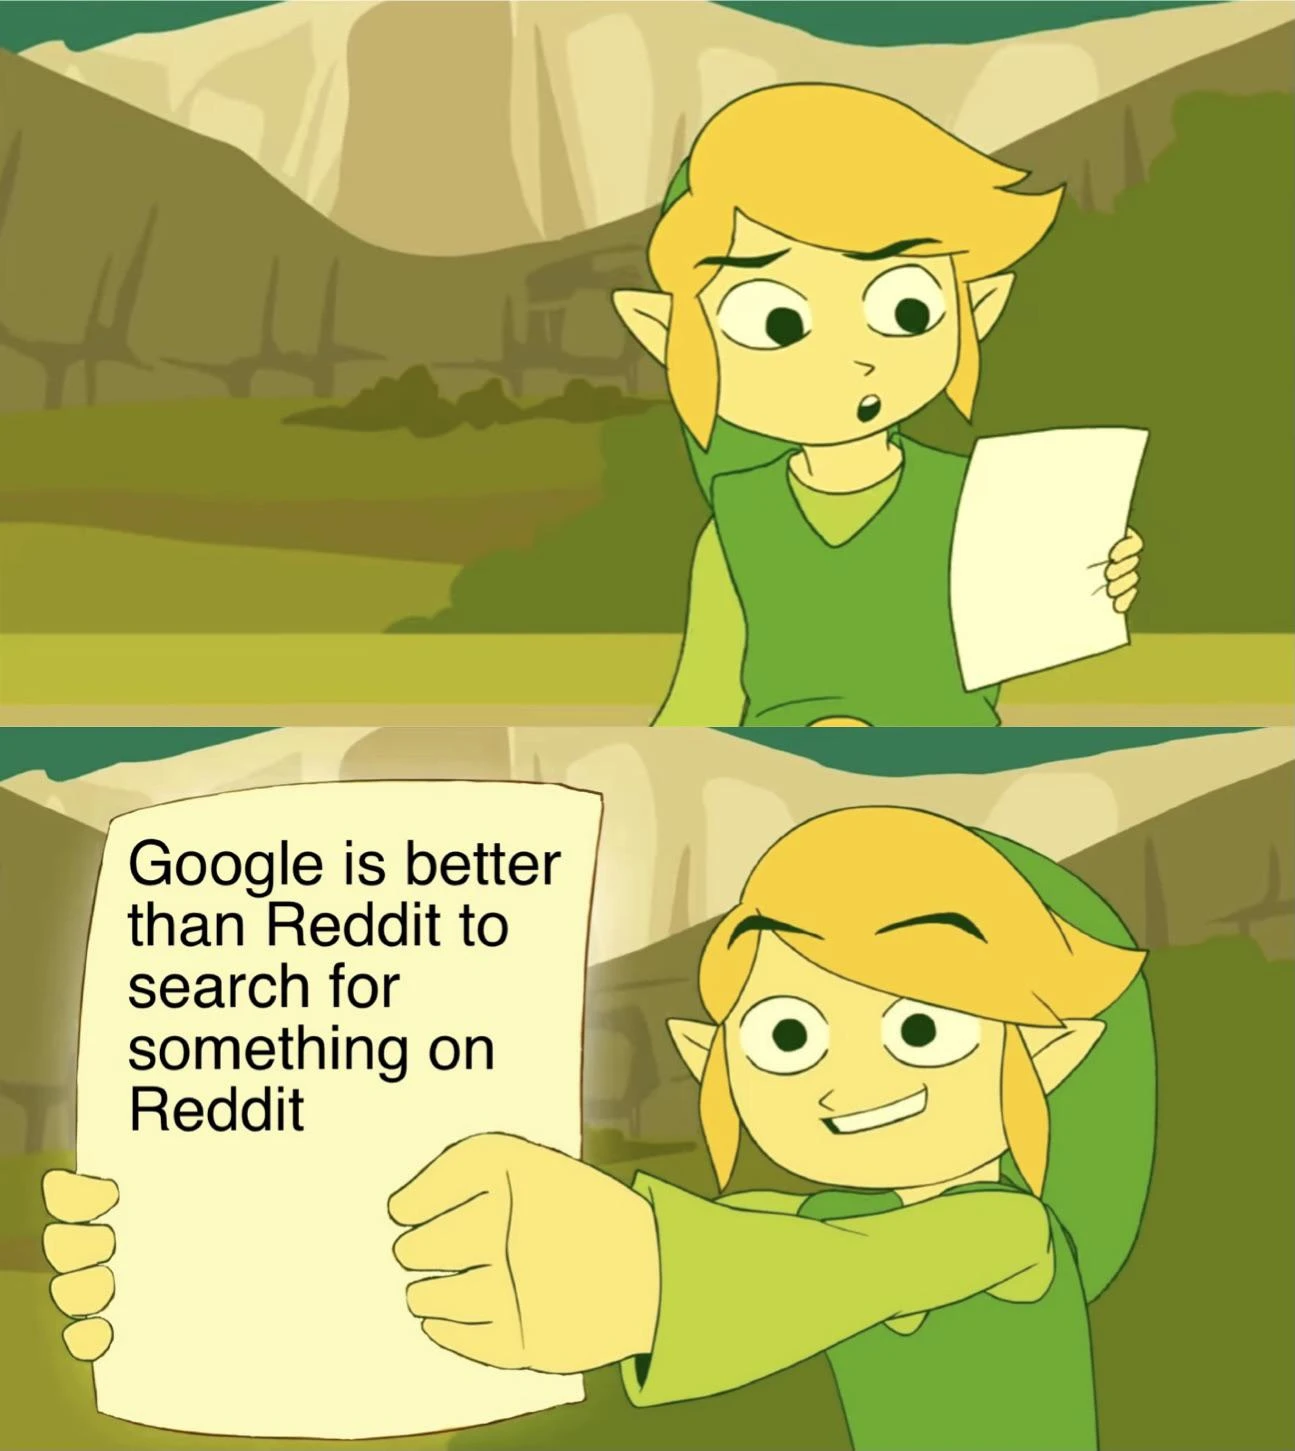 Google is better
than Reddit to
search for
something on
Reddit